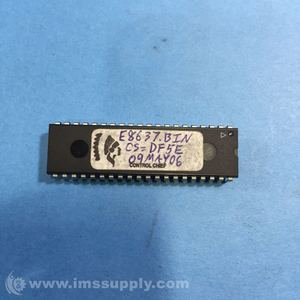 E8637.BIN
CS=DF5E
09MAY06
CONTROL CHIEF
www.imssupply.com